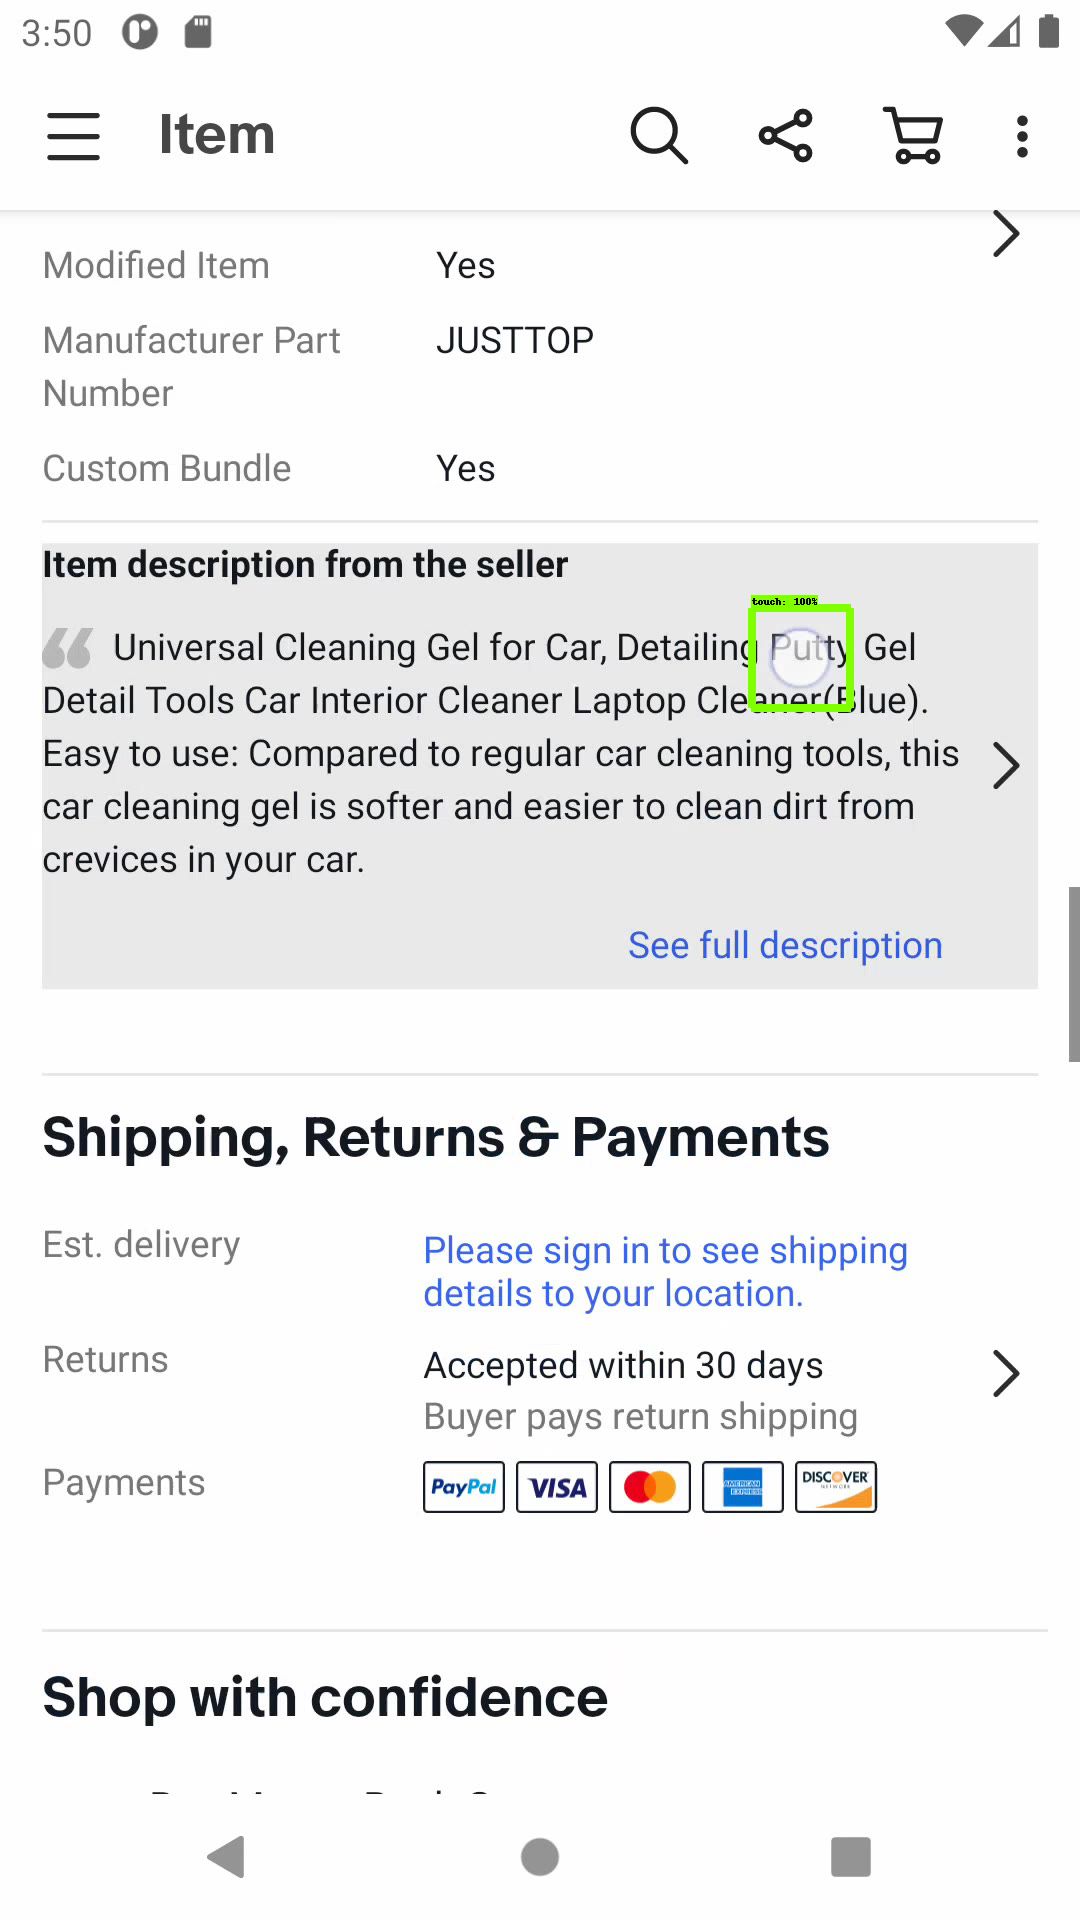 3:50
Item
Modified Item Yes
Manufacturer Part Number JUSTTOP
Custom Bundle Yes
Item description from the seller
touch: 100%
Universal Cleaning Gel for Car, Detailing Putty Gel
Detail Tools Car Interior Cleaner Laptop Cleaner(Blue).
Easy to use: Compared to regular car cleaning tools, this
car cleaning gel is softer and easier to clean dirt from
crevices in your car.
See full description
Shipping, Returns & Payments
Est. delivery
Please sign in to see shipping
details to your location.
Returns
Accepted within 30 days
Buyer pays return shipping
Payments
PayPal VISA AMERICAN EXPRESS DISCOVER NETWORK
Shop with confidence